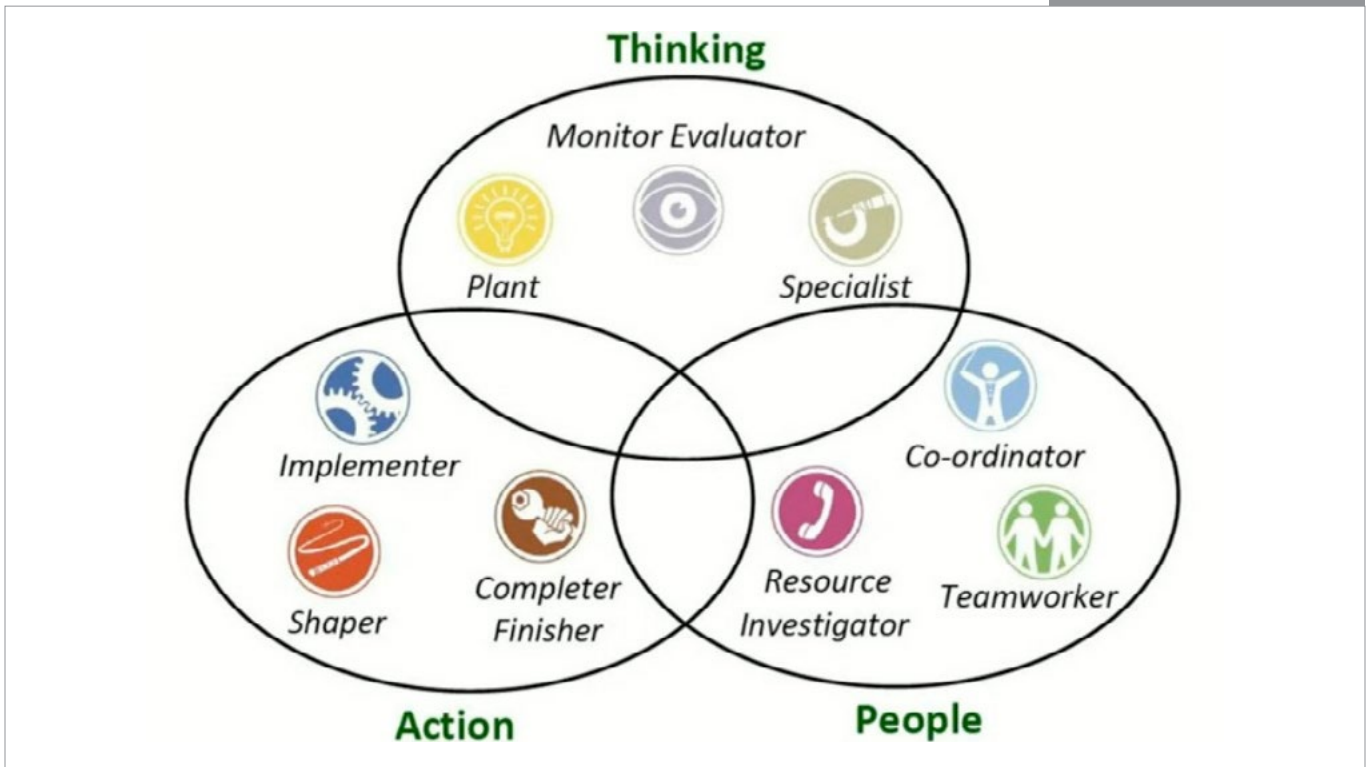 Thinking
Monitor Evaluator
Plant
Specialist
Implementer
Co-ordinator
Shaper
Completer
Finisher
Resource
Investigator
Teamworker
Action
People